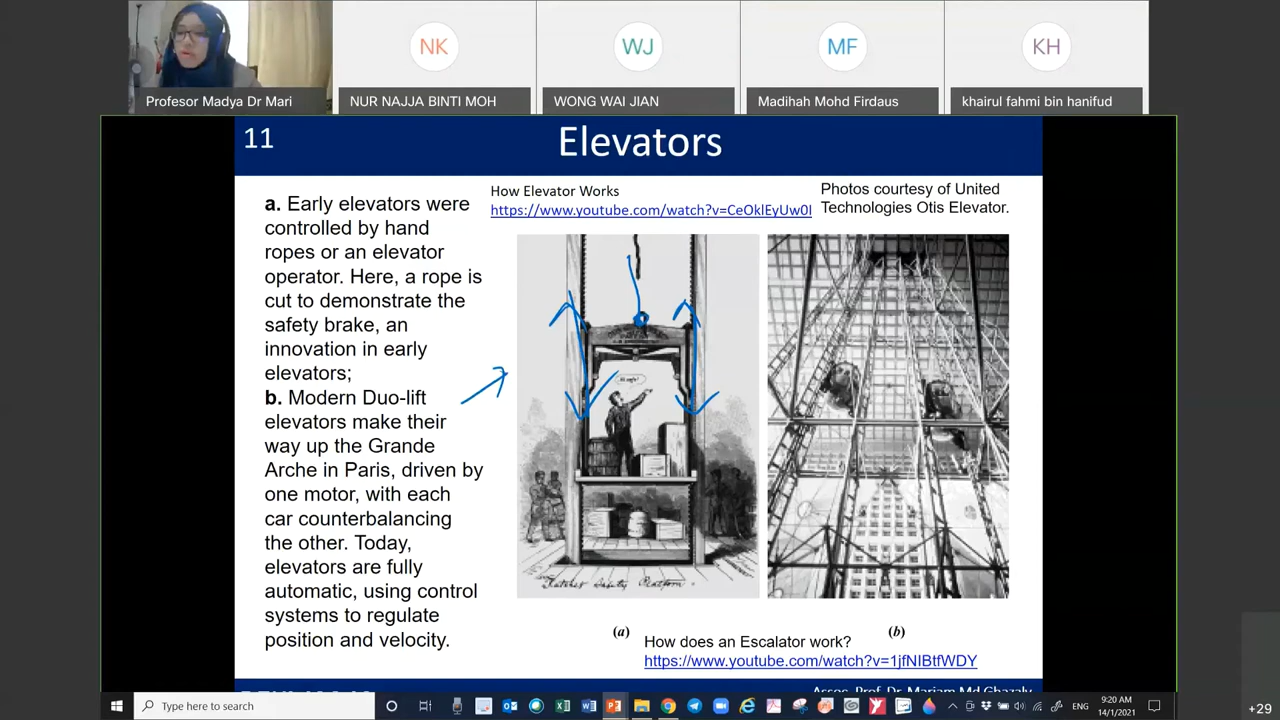 NK
WJ
MF
KH
Profesor Madya Dr Mari
NUR NAJJA BINTI MOH
WONG WAI JIAN
Madihah Mohd Firdaus
khairul fahmi bin hanifud
11
Elevators
a. Early elevators were
controlled by hand
ropes or an elevator
operator. Here, a rope is
cut to demonstrate the
safety brake, an
innovation in early
elevators;
b. Modern Duo-lift
elevators make their
way up the Grande
Arche in Paris, driven by
one motor, with each
car counterbalancing
the other. Today,
elevators are fully
automatic, using control
systems to regulate
position and velocity.
How Elevator Works
https://www.youtube.com/watch?v=CeOklEyUw0I
Photos courtesy of United
Technologies Otis Elevator.
(a)
(b)
How does an Escalator work?
https://www.youtube.com/watch?v=1jfNIBtfWDY
Assoc. Prof. Dr. Mariam Md Ghazaly
Type here to search
ENG
9:20 AM
14/1/2021
+29